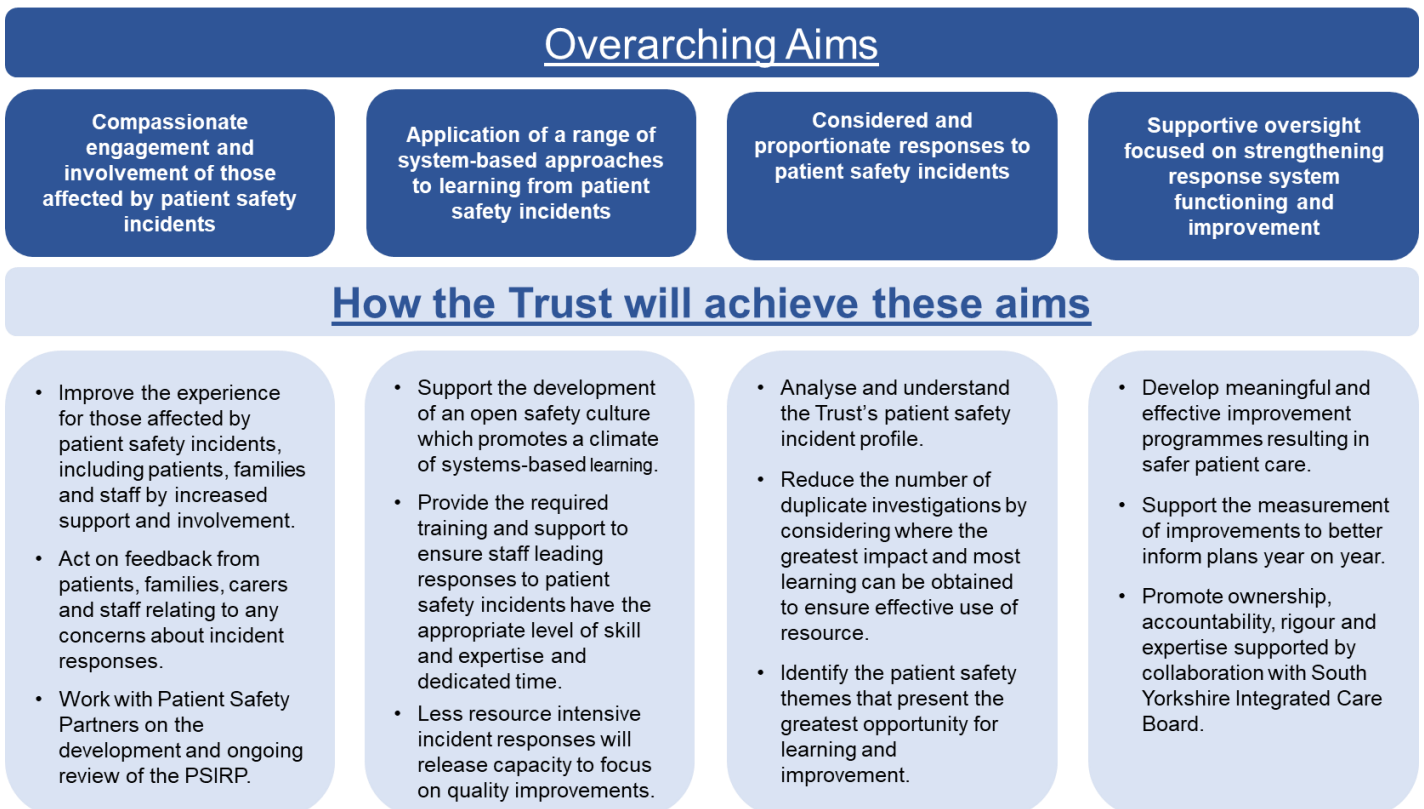 Overarching Aims
Compassionate
engagement and
involvement of those
affected by patient safety
incidents
Application of a range of
system-based approaches
to learning from patient
safety incidents
Considered and
proportionate responses to
patient safety incidents
Supportive oversight
focused on strengthening
response system
functioning and
improvement
How the Trust will achieve these aims
• Improve the experience
for those affected by
patient safety incidents,
including patients, families
and staff by increased
support and involvement.
• Act on feedback from
patients, families, carers
and staff relating to any
concerns about incident
responses.
• Work with Patient Safety
Partners on the
development and ongoing
review of the PSIRP.
• Support the development
of an open safety culture
which promotes a climate
of systems-based learning.
• Provide the required
training and support to
ensure staff leading
responses to patient
safety incidents have the
appropriate level of skill
and expertise and
dedicated time.
• Less resource intensive
incident responses will
release capacity to focus
on quality improvements.
• Analyse and understand
the Trust's patient safety
incident profile.
• Reduce the number of
duplicate investigations by
considering where the
greatest impact and most
learning can be obtained
to ensure effective use of
resource.
• Identify the patient safety
themes that present the
greatest opportunity for
learning and
improvement.
• Develop meaningful and
effective improvement
programmes resulting in
safer patient care.
• Support the measurement
of improvements to better
inform plans year on year.
• Promote ownership,
accountability, rigour and
expertise supported by
collaboration with South
Yorkshire Integrated Care
Board.